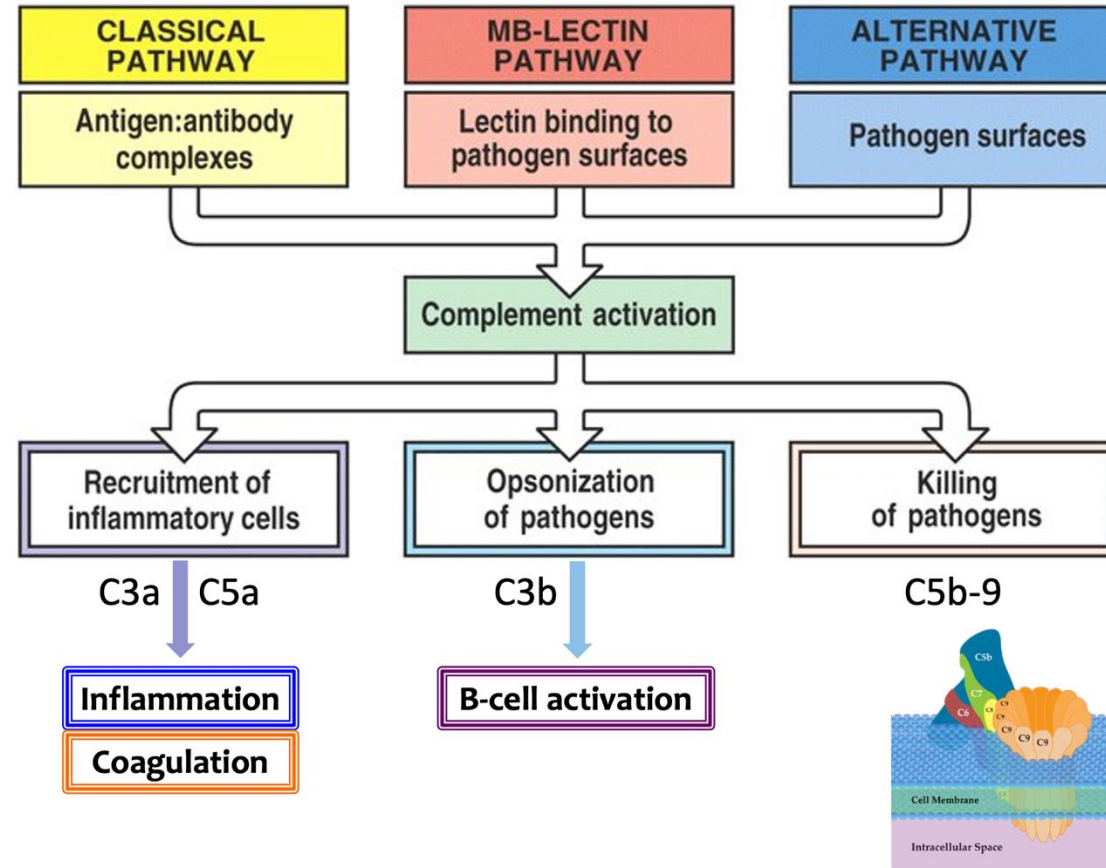 CLASSICAL
PATHWAY
MB-LECTIN
PATHWAY
ALTERNATIVE
PATHWAY
Antigen:antibody
complexes
Lectin binding to
pathogen surfaces
Pathogen surfaces
Complement activation
Recruitment of
inflammatory cells
Opsonization
of pathogens
Killing
of pathogens
C3a
C5a
C3b
C5b-9
Inflammation
Coagulation
B-cell activation
C5b
C7
C6
C9
C9
C9
C9
C9
Cell Membrane
Intracellular Space